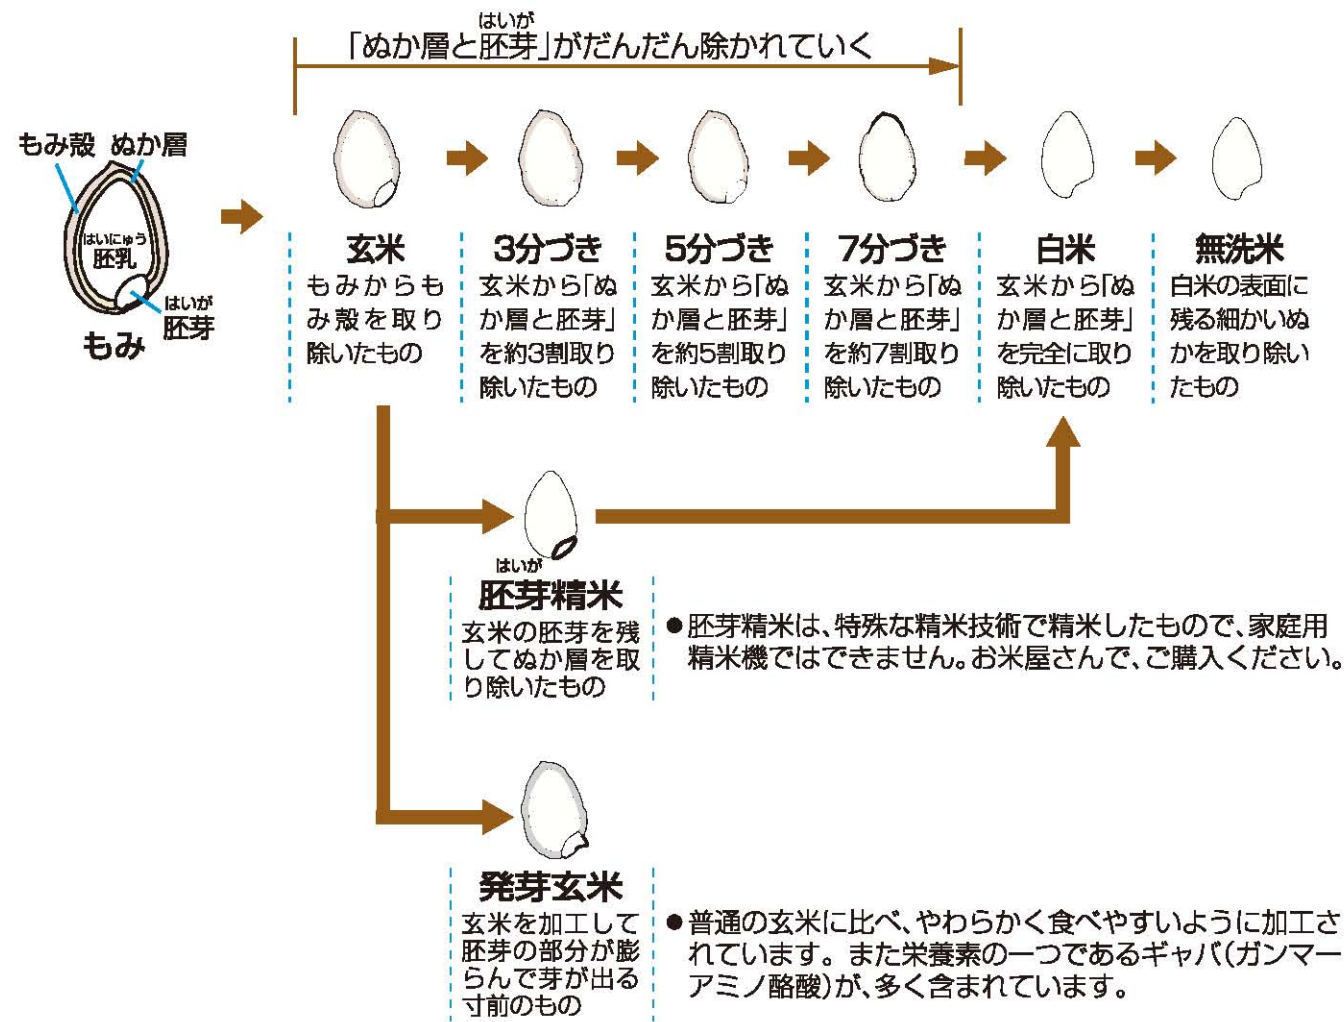 はいが
「ぬか層と胚芽」がだんだん除かれていく
もみ殻 ぬか層
はいにゅう
胚乳
はいが
胚芽
もみ
玄米
もみからも
み殻を取り
除いたもの
3分づき
玄米から「ぬ
か層と胚芽」
を約3割取り
除いたもの
5分づき
玄米から「ぬ
か層と胚芽」
を約5割取り
除いたもの
7分づき
玄米から「ぬ
か層と胚芽」
を約7割取り
除いたもの
白米
玄米から「ぬ
か層と胚芽」
を完全に取り
除いたもの
無洗米
白米の表面に
残る細かいぬ
かを取り除い
たもの
はいが
胚芽精米
玄米の胚芽を残
してぬか層を取
り除いたもの
●胚芽精米は、特殊な精米技術で精米したもので、家庭用
精米機ではできません。お米屋さんで、ご購入ください。
発芽玄米
玄米を加工して
胚芽の部分が膨
らんで芽が出る
寸前のもの
●普通の玄米に比べ、やわらかく食べやすいように加工さ
れています。また栄養素の一つであるギャバ(ガンマー
アミノ酪酸)が、多く含まれています。